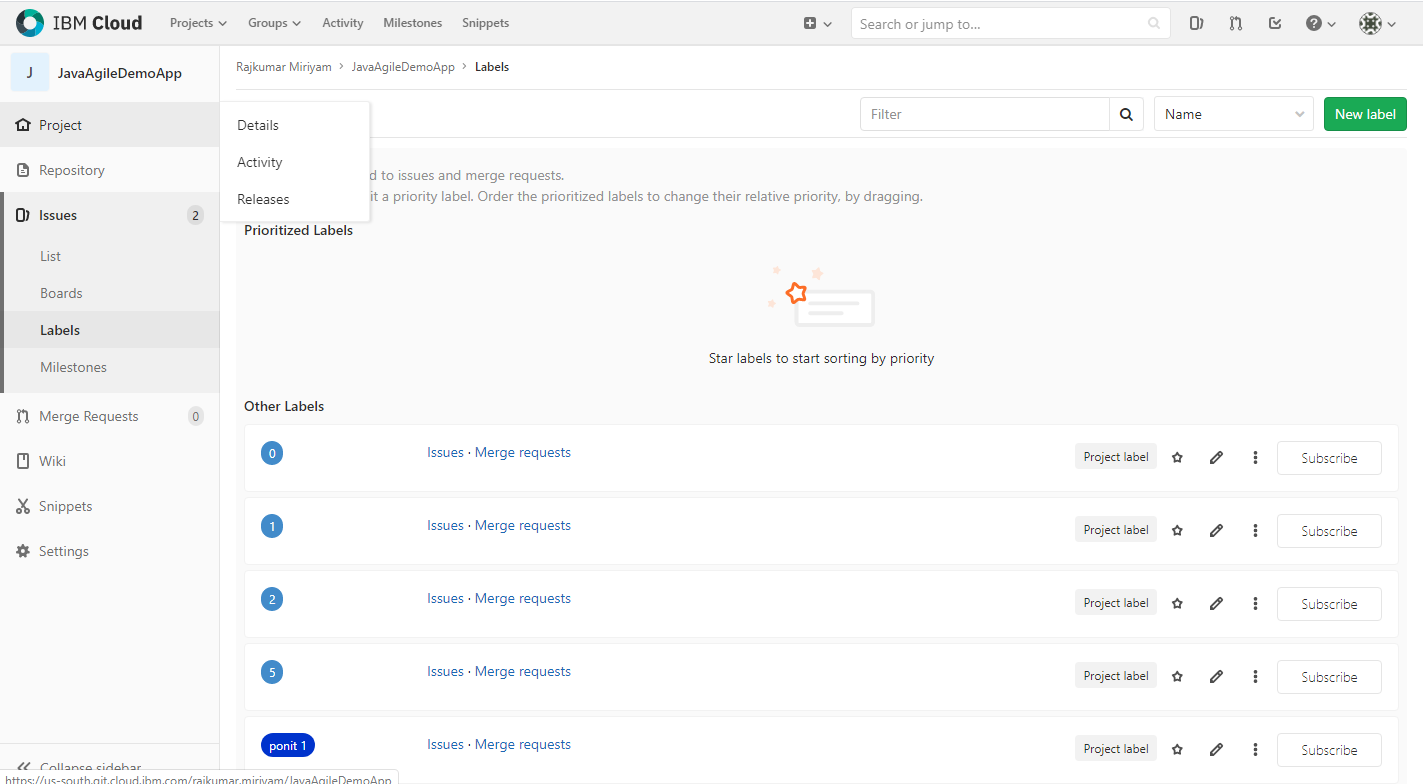 IBM Cloud Projects Groups Activity Milestones Snippets Search or jump to...
J JavaAgileDemoApp
Project
Repository
Issues 2
List
Boards
Labels
Milestones
Merge Requests 0
Wiki
Snippets
Settings
Collapse sidebar
https://us-south.git.cloud.ibm.com/rajkumar.miriyam/JavaAgileDemoApp
Rajkumar Miriyam > JavaAgileDemoApp > Labels
Details
Activity
Releases
Filter Name New label
d to issues and merge requests.
it a priority label. Order the prioritized labels to change their relative priority, by dragging.
Prioritized Labels
Star labels to start sorting by priority
Other Labels
0 Issues · Merge requests Project label Subscribe
1 Issues · Merge requests Project label Subscribe
2 Issues · Merge requests Project label Subscribe
5 Issues · Merge requests Project label Subscribe
ponit 1 Issues · Merge requests Project label Subscribe